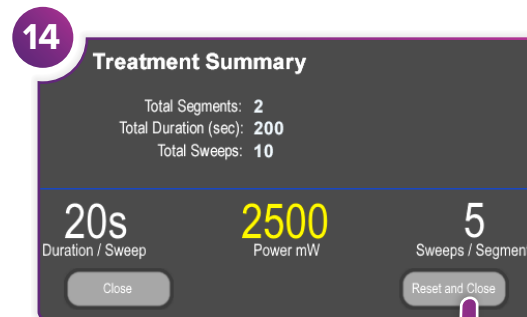 14
Treatment Summary
Total Segments: 2
Total Duration (sec): 200
Total Sweeps: 10
20s 2500 5
Duration / Sweep Power mW Sweeps / Segment
Close Reset and Close